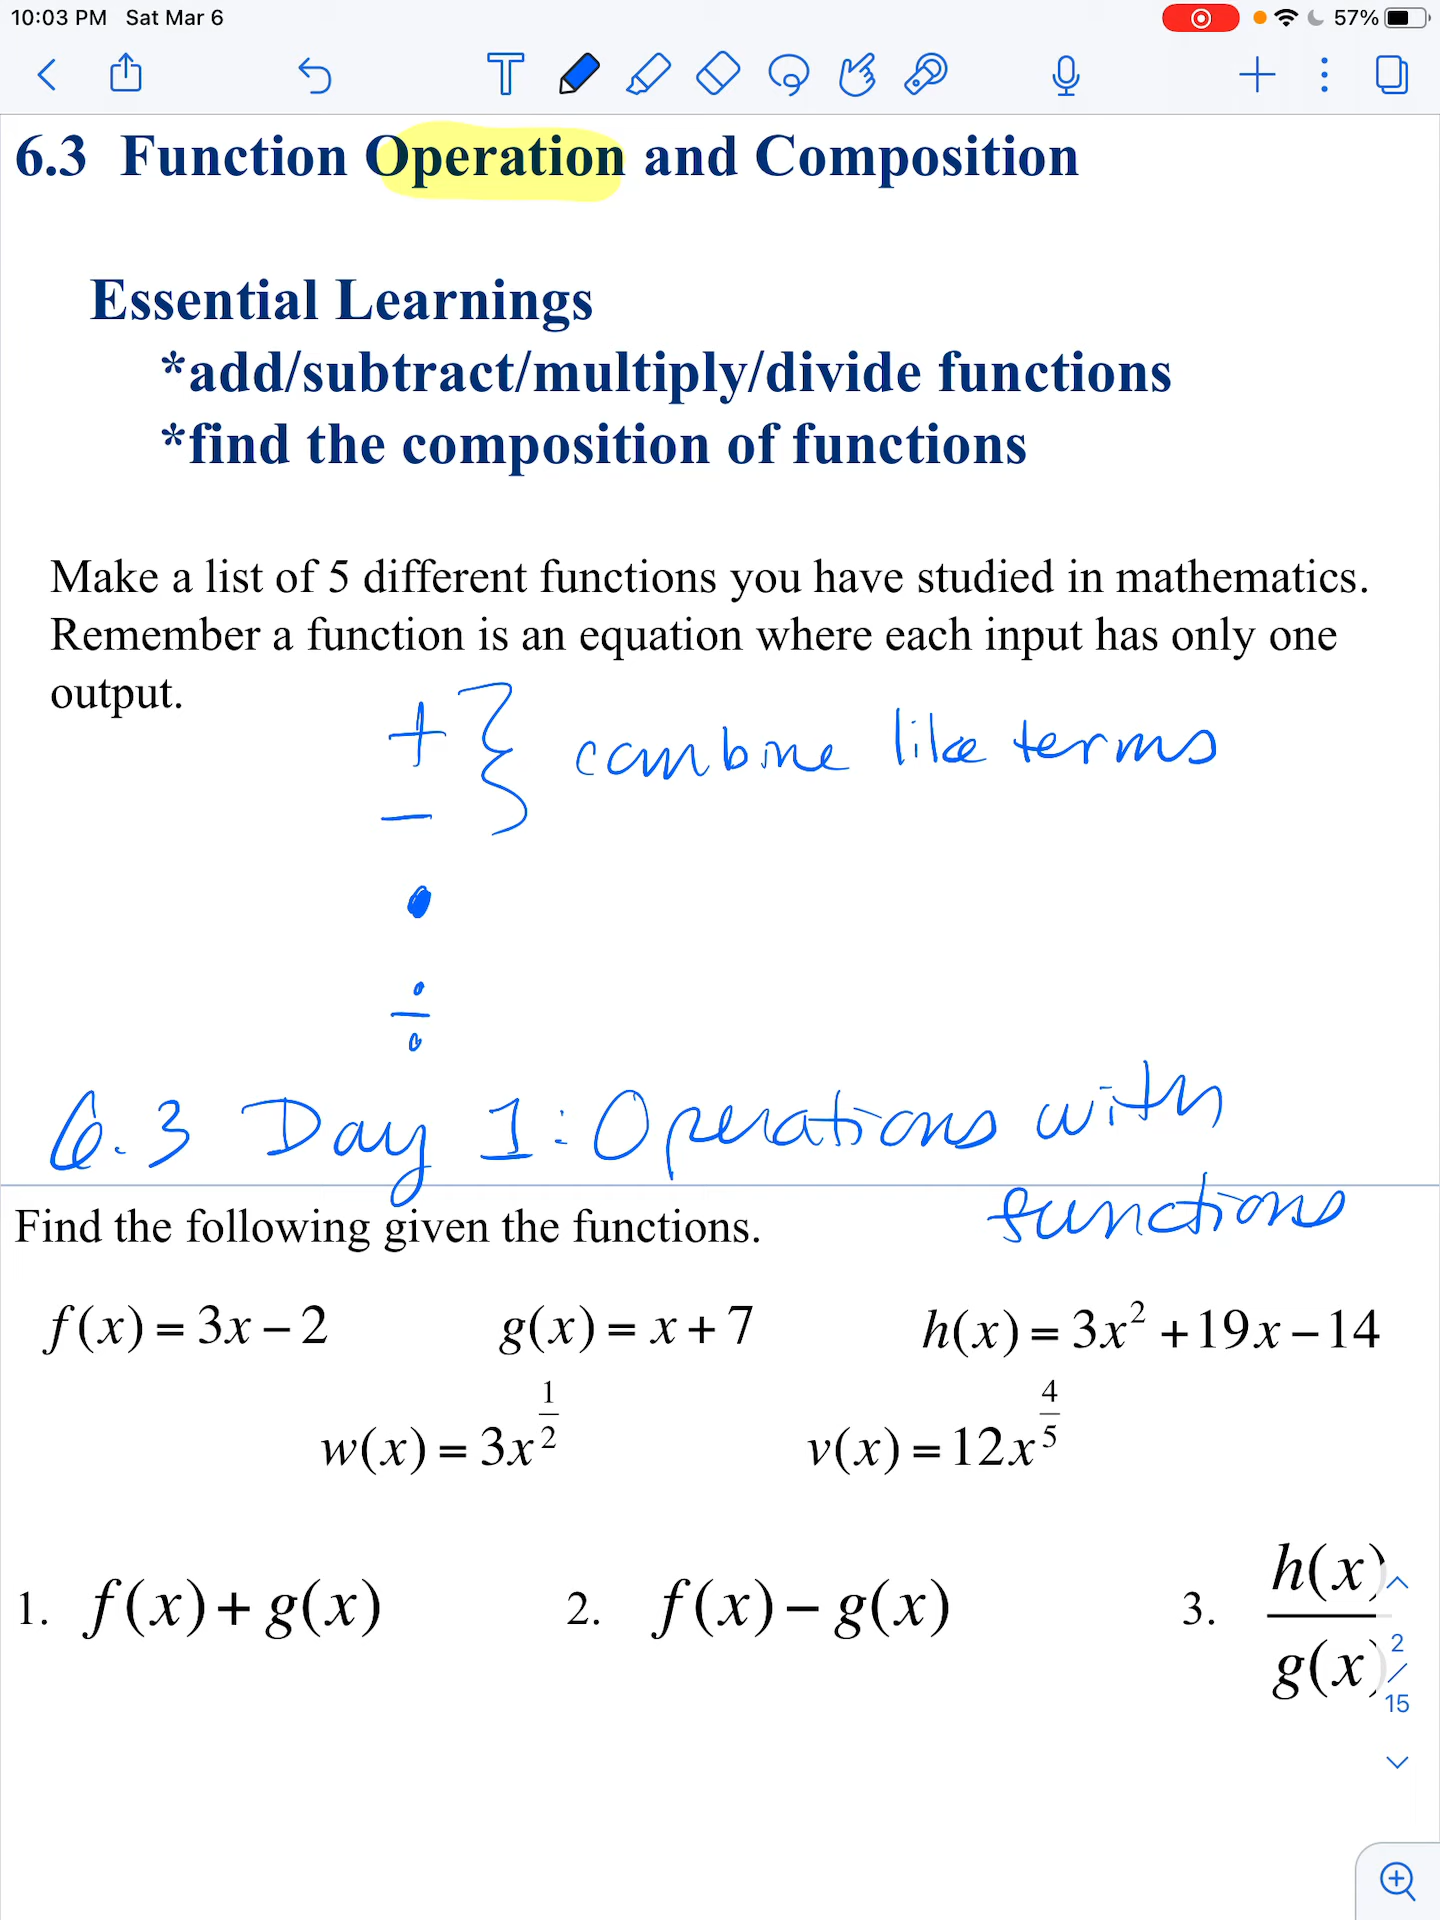 10:03 PM Sat Mar 6 57%
T
6.3 Function Operation and Composition
Essential Learnings
*add/subtract/multiply/divide functions
*find the composition of functions
Make a list of 5 different functions you have studied in mathematics.
Remember a function is an equation where each input has only one
output.
+ } combine like terms
−
•
÷
6.3 Day 1: Operations with
functions
Find the following given the functions.
f(x) = 3x − 2 g(x) = x + 7 h(x) = 3x² + 19x − 14
w(x) = 3x^(1/2) v(x) = 12x^(4/5)
1. f(x) + g(x) 2. f(x) − g(x) 3. h(x)/g(x)
2/15